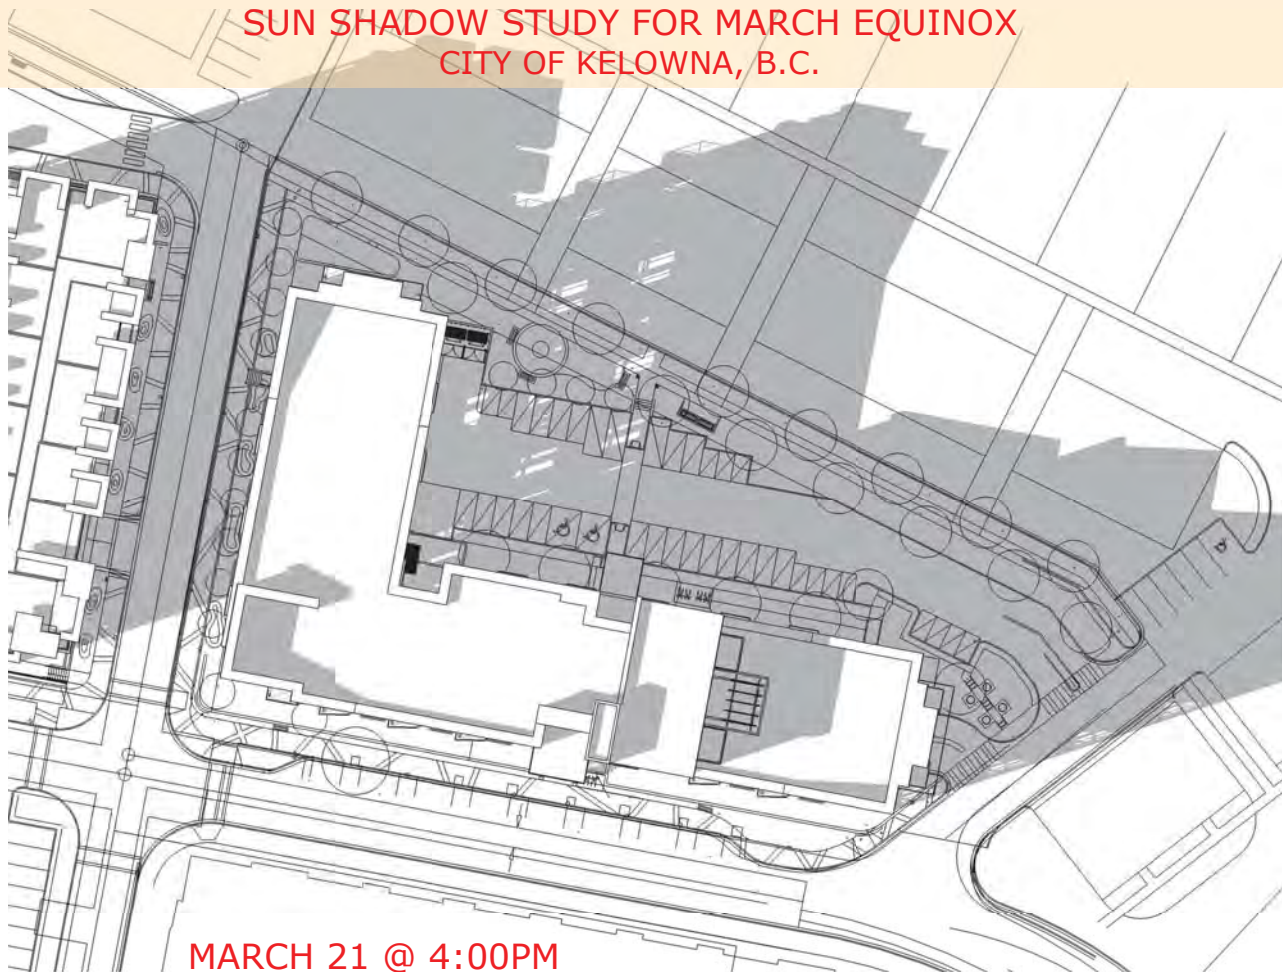 SUN SHADOW STUDY FOR MARCH EQUINOX
CITY OF KELOWNA, B.C.
MARCH 21 @ 4:00PM